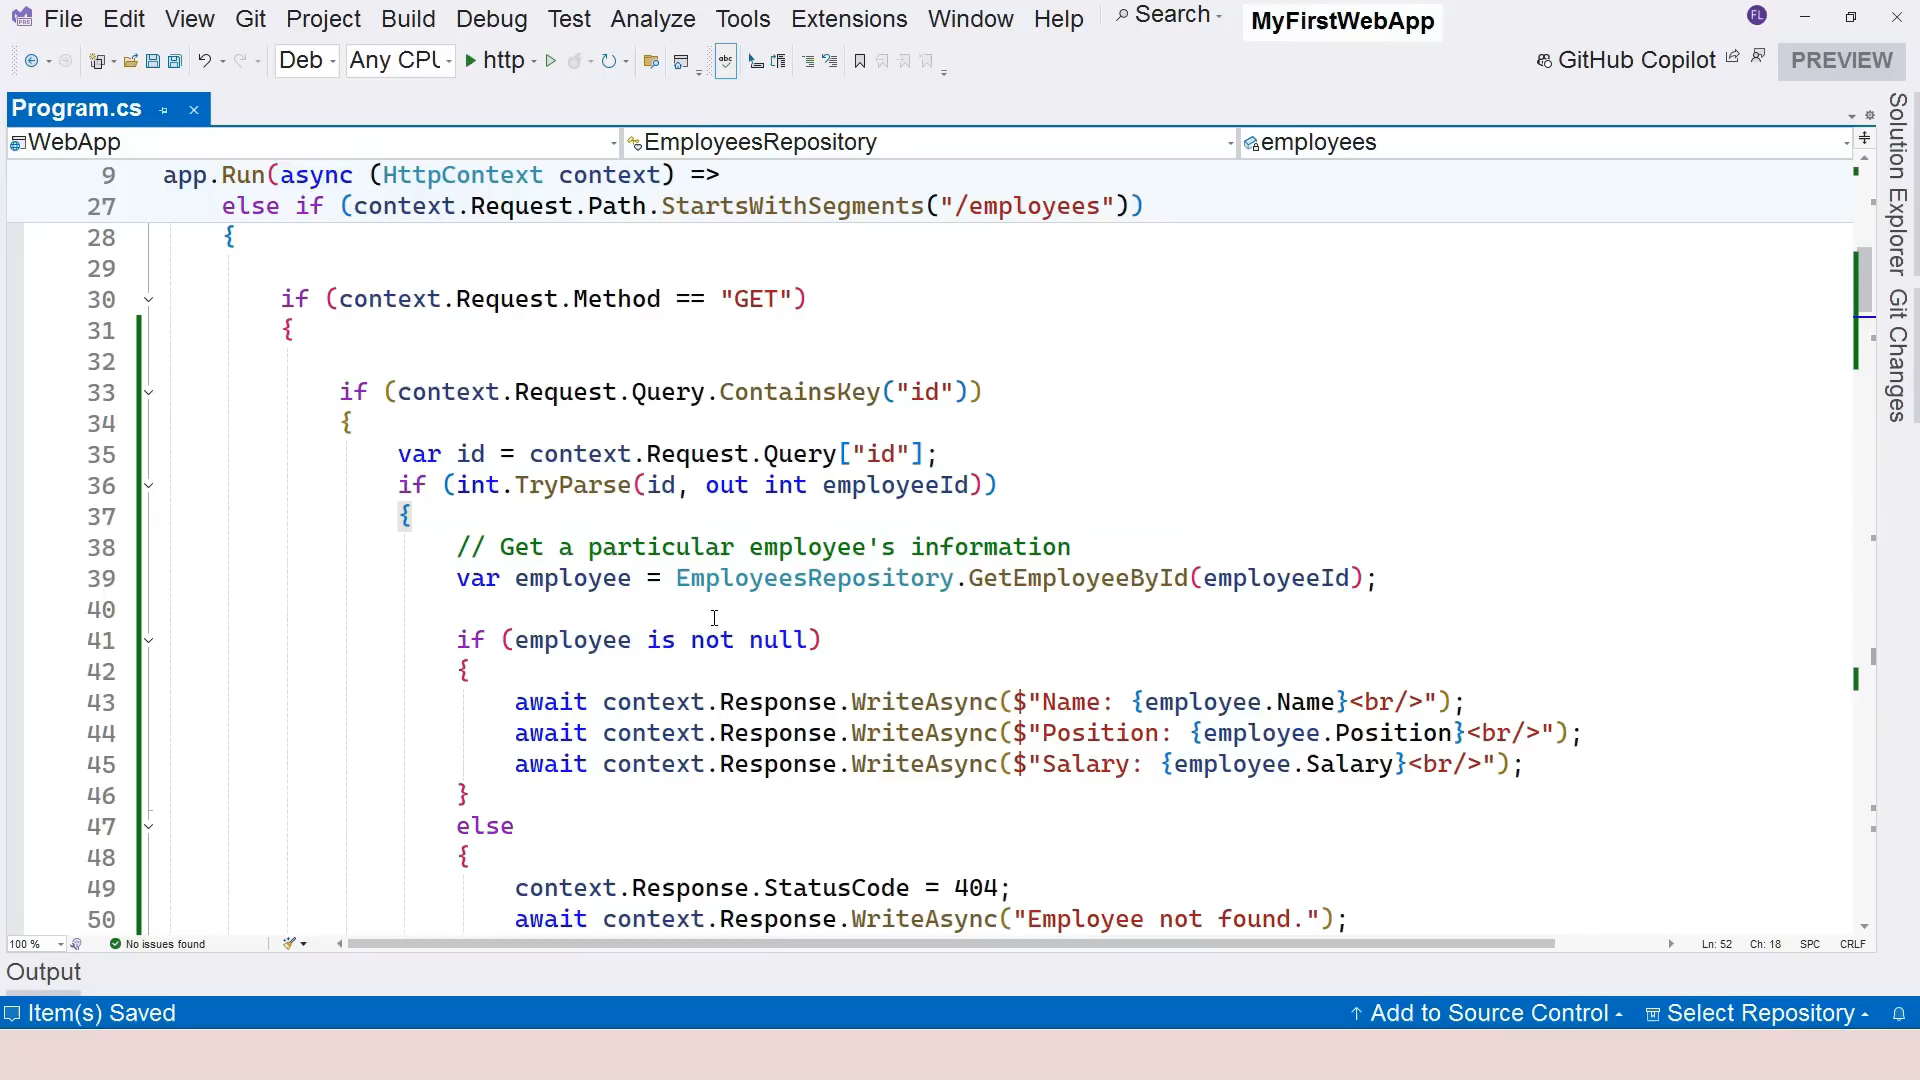 File Edit View Git Project Build Debug Test Analyze Tools Extensions Window Help Search MyFirstWebApp FL
Deb Any CPU http GitHub Copilot PREVIEW
Program.cs
WebApp EmployeesRepository employees
9 app.Run(async (HttpContext context) =>
27 else if (context.Request.Path.StartsWithSegments("/employees"))
28 {
29
30 if (context.Request.Method == "GET")
31 {
32
33 if (context.Request.Query.ContainsKey("id"))
34 {
35 var id = context.Request.Query["id"];
36 if (int.TryParse(id, out int employeeId))
37 {
38 // Get a particular employee's information
39 var employee = EmployeesRepository.GetEmployeeById(employeeId);
40
41 if (employee is not null)
42 {
43 await context.Response.WriteAsync($"Name: {employee.Name}<br/>");
44 await context.Response.WriteAsync($"Position: {employee.Position}<br/>");
45 await context.Response.WriteAsync($"Salary: {employee.Salary}<br/>");
46 }
47 else
48 {
49 context.Response.StatusCode = 404;
50 await context.Response.WriteAsync("Employee not found.");
100 % No issues found Ln: 52 Ch: 18 SPC CRLF
Output
Item(s) Saved Add to Source Control Select Repository
Solution Explorer
Git Changes